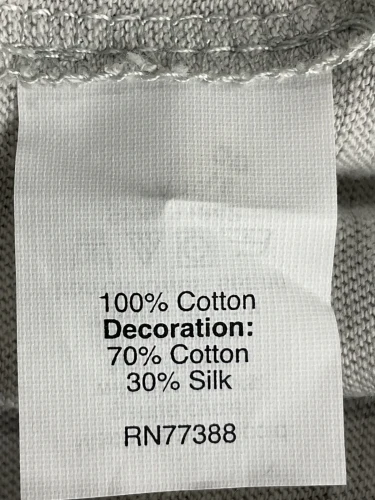 100% Cotton
Decoration:
70% Cotton
30% Silk
RN77388